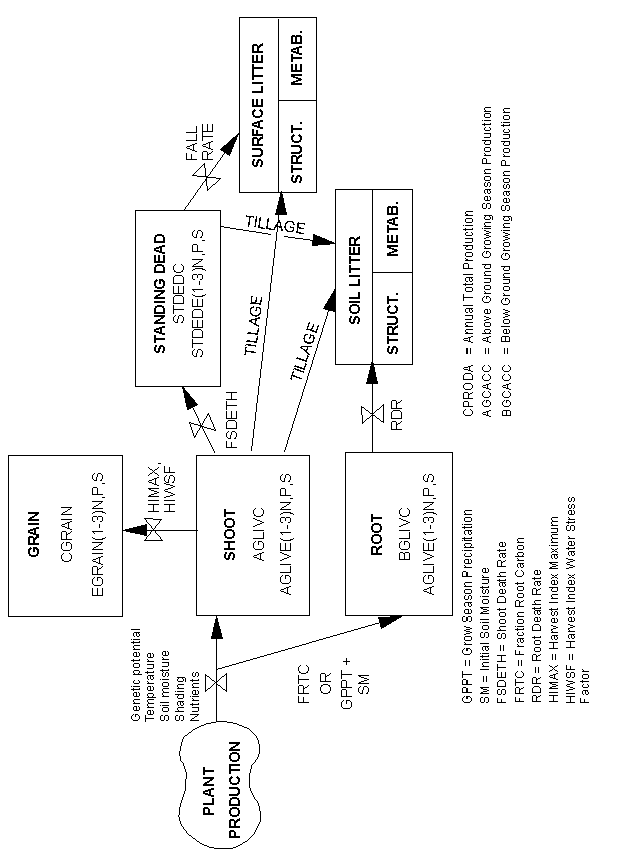 GRAIN
CGRAIN
EGRAIN(1-3)N,P,S
HIMAX,
HIWSF
PLANT
PRODUCTION
Genetic potential
Temperature
Soil moisture
Shading
Nutrients
SHOOT
AGLIVC
AGLIVE(1-3)N,P,S
FSDETH
STANDING DEAD
STDEDC
STDEDE(1-3)N,P,S
FALL
RATE
SURFACE LITTER
STRUCT.
METAB.
TILLAGE
TILLAGE
TILLAGE
FRTC
OR
GPPT +
SM
ROOT
BGLIVC
AGLIVE(1-3)N,P,S
RDR
SOIL LITTER
STRUCT.
METAB.
GPPT = Grow Season Precipitation
SM = Initial Soil Moisture
FSDETH = Shoot Death Rate
FRTC = Fraction Root Carbon
RDR = Root Death Rate
HIMAX = Harvest Index Maximum
HIWSF = Harvest Index Water Stress
Factor
CPRODA = Annual Total Production
AGCACC = Above Ground Growing Season Production
BGCACC = Below Ground Growing Season Production